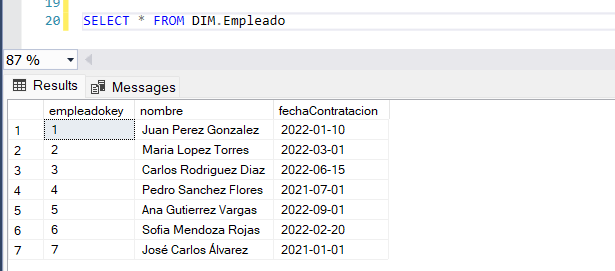 19
20 SELECT * FROM DIM.Empleado
87 %
Results Messages
empleadokey nombre fechaContratacion
1 1 Juan Perez Gonzalez 2022-01-10
2 2 Maria Lopez Torres 2022-03-01
3 3 Carlos Rodriguez Diaz 2022-06-15
4 4 Pedro Sanchez Flores 2021-07-01
5 5 Ana Gutierrez Vargas 2022-09-01
6 6 Sofia Mendoza Rojas 2022-02-20
7 7 José Carlos Álvarez 2021-01-01